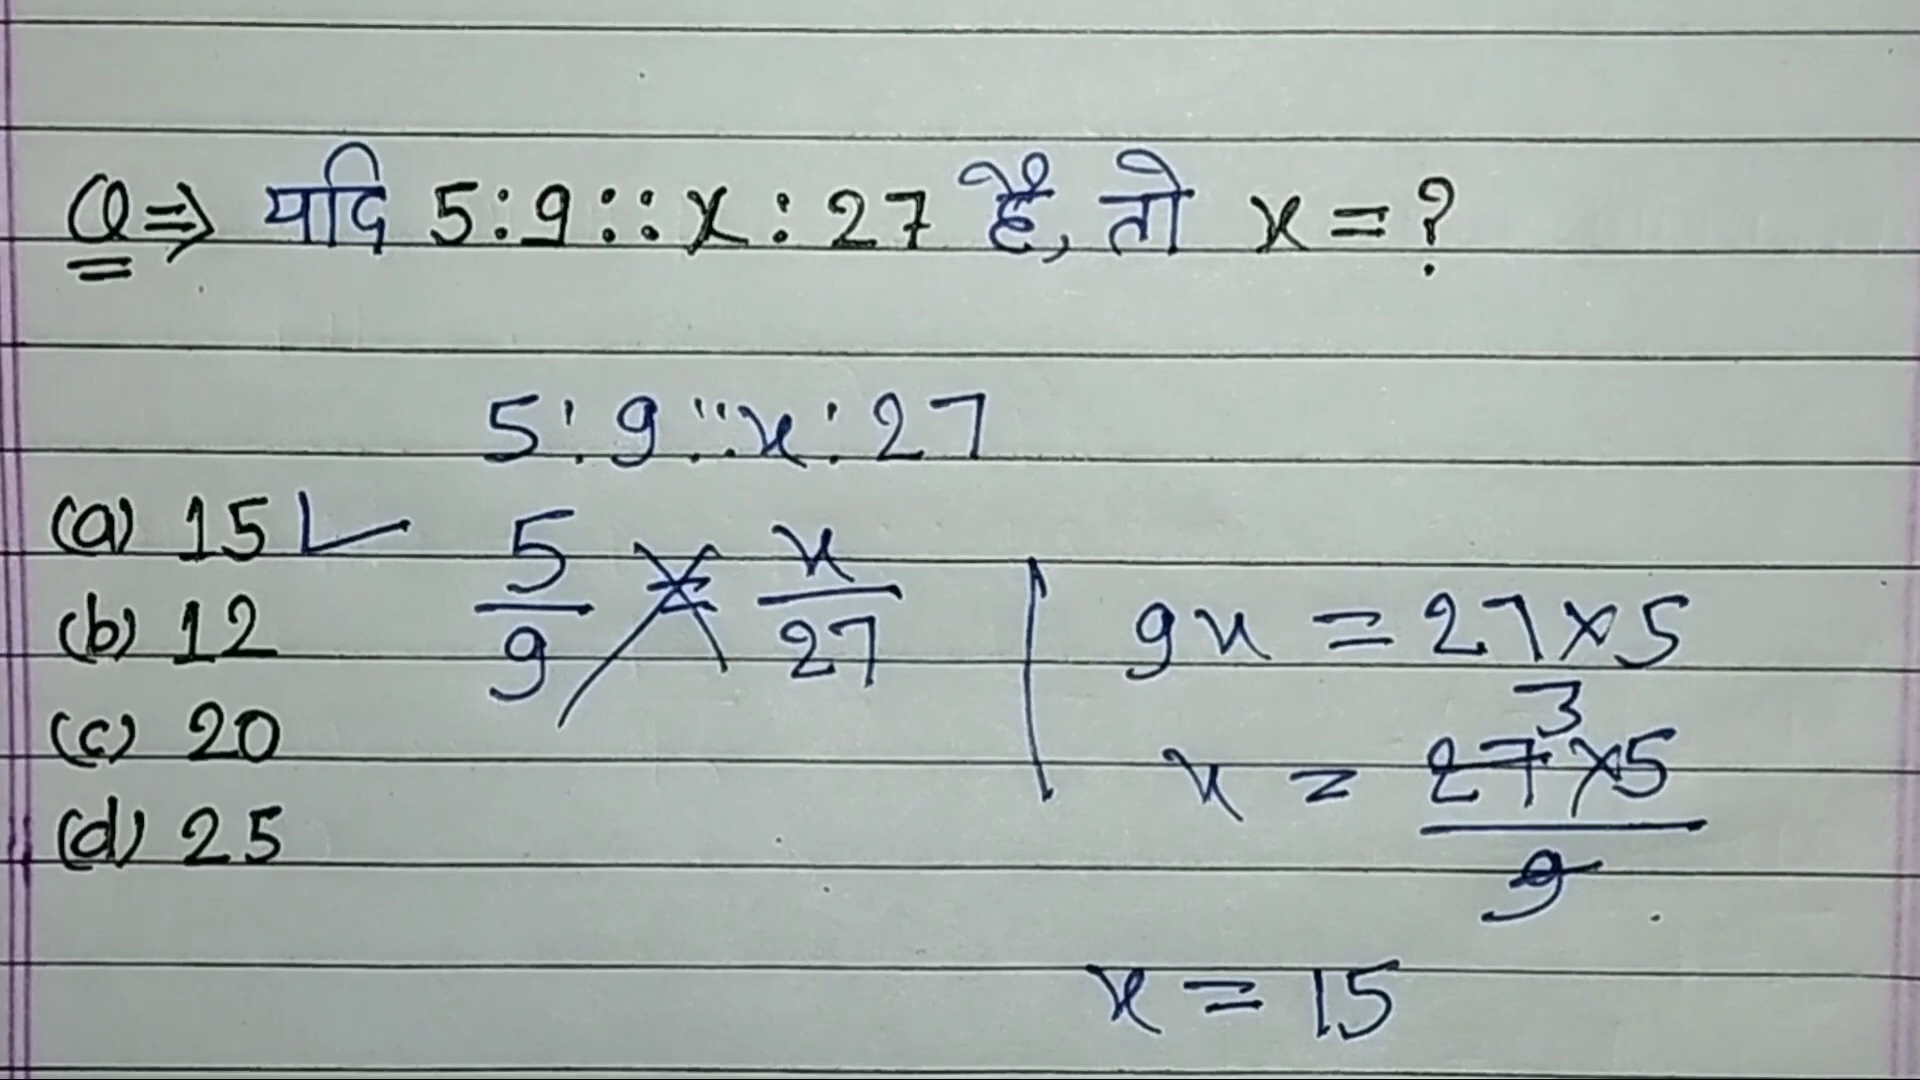 Q⇒ यदि 5:9::x:27 है, तो x=?
5:9::x:27
(a) 15 ✓
(b) 12
(c) 20
(d) 25
5/9 = x/27
9x = 27×5
3
x = 27×5/9
x = 15